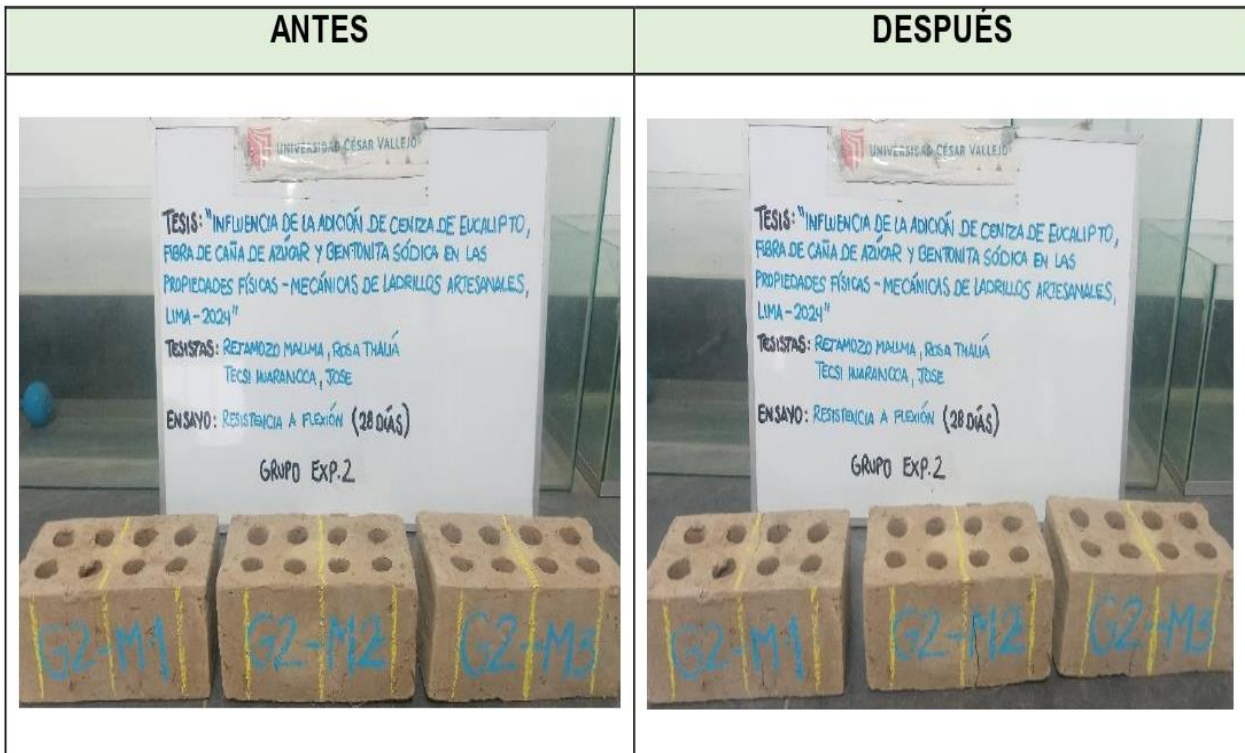 ANTES
DESPUÉS
UNIVERSIDAD CÉSAR VALLEJO
TESIS: "INFLUENCIA DE LA ADICIÓN DE CENIZA DE EUCALIPTO,
FIBRA DE CAÑA DE AZÚCAR Y BENTONITA SÓDICA EN LAS
PROPIEDADES FÍSICAS - MECÁNICAS DE LADRILLOS ARTESANALES,
LIMA - 2024"
TESISTAS: RETAMOZO MALLMA, ROSA THALIÁ
TECSI HUARANCCA, JOSE
ENSAYO: RESISTENCIA A FLEXIÓN (28 DÍAS)
GRUPO EXP.2
G2-M1
G2-M2
G2-M3
UNIVERSIDAD CÉSAR VALLEJO
TESIS: "INFLUENCIA DE LA ADICIÓN DE CENIZA DE EUCALIPTO,
FIBRA DE CAÑA DE AZÚCAR Y BENTONITA SÓDICA EN LAS
PROPIEDADES FÍSICAS - MECÁNICAS DE LADRILLOS ARTESANALES,
LIMA - 2024"
TESISTAS: RETAMOZO MALLMA, ROSA THALIÁ
TECSI HUARANCCA, JOSE
ENSAYO: RESISTENCIA A FLEXIÓN (28 DÍAS)
GRUPO EXP.2
G2-M1
G2-M2
G2-M3